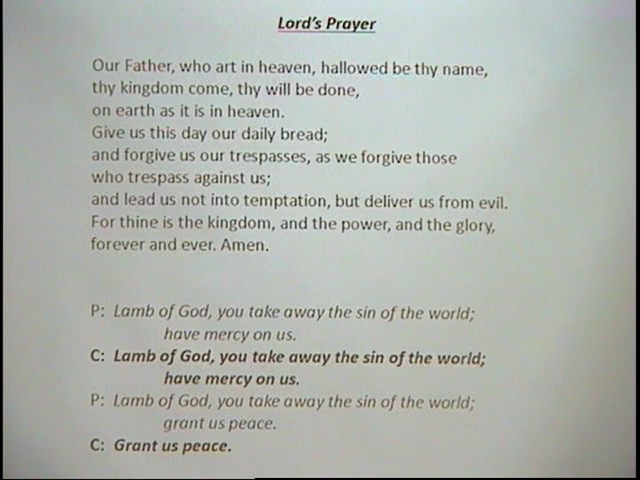 Lord's Prayer
Our Father, who art in heaven, hallowed be thy name,
thy kingdom come, thy will be done,
on earth as it is in heaven.
Give us this day our daily bread;
and forgive us our trespasses, as we forgive those
who trespass against us;
and lead us not into temptation, but deliver us from evil.
For thine is the kingdom, and the power, and the glory,
forever and ever. Amen.
P: Lamb of God, you take away the sin of the world;
have mercy on us.
C: Lamb of God, you take away the sin of the world;
have mercy on us.
P: Lamb of God, you take away the sin of the world;
grant us peace.
C: Grant us peace.